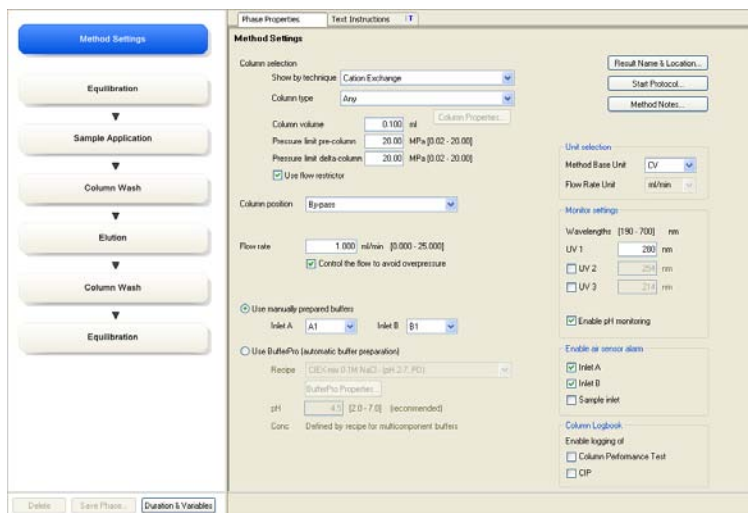 Phase Properties
Text Instructions
Method Settings
Equilibration
Sample Application
Column Wash
Elution
Column Wash
Equilibration
Delete
Save Phase...
Duration & Variables
Method Settings
Column selection
Show by technique Cation Exchange
Column type Any
Column volume 0.100 ml
Column Properties...
Pressure limit pre-column 20.00 MPa [0.02 - 20.00]
Pressure limit delta-column 20.00 MPa [0.02 - 20.00]
Use flow restrictor
Column position By-pass
Flow rate 1.000 ml/min [0.000 - 25.000]
Control the flow to avoid overpressure
Use manually prepared buffers
Inlet A A1 Inlet B B1
Use BufferPro (automatic buffer preparation)
Recipe
BufferPro Properties...
pH 4.5 [2.0 - 7.0] (recommended)
Conc Defined by recipe for multicomponent buffers
Result Name & Location...
Start Protocol...
Method Notes...
Unit selection
Method Base Unit CV
Flow Rate Unit ml/min
Monitor settings
Wavelengths [190 - 700] nm
UV 1 280 nm
UV 2 254 nm
UV 3 214 nm
Enable pH monitoring
Enable air sensor alarm
Inlet A
Inlet B
Sample inlet
Column Logbook
Enable logging of
Column Performance Test
CIP